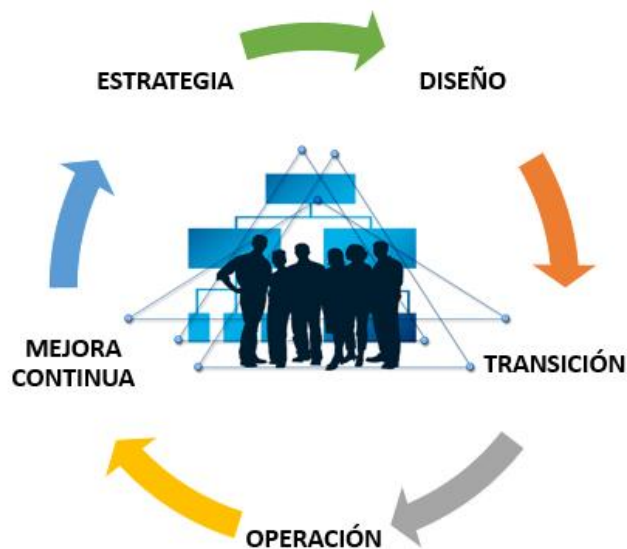 ESTRATEGIA
DISEÑO
TRANSICIÓN
OPERACIÓN
MEJORA
CONTINUA